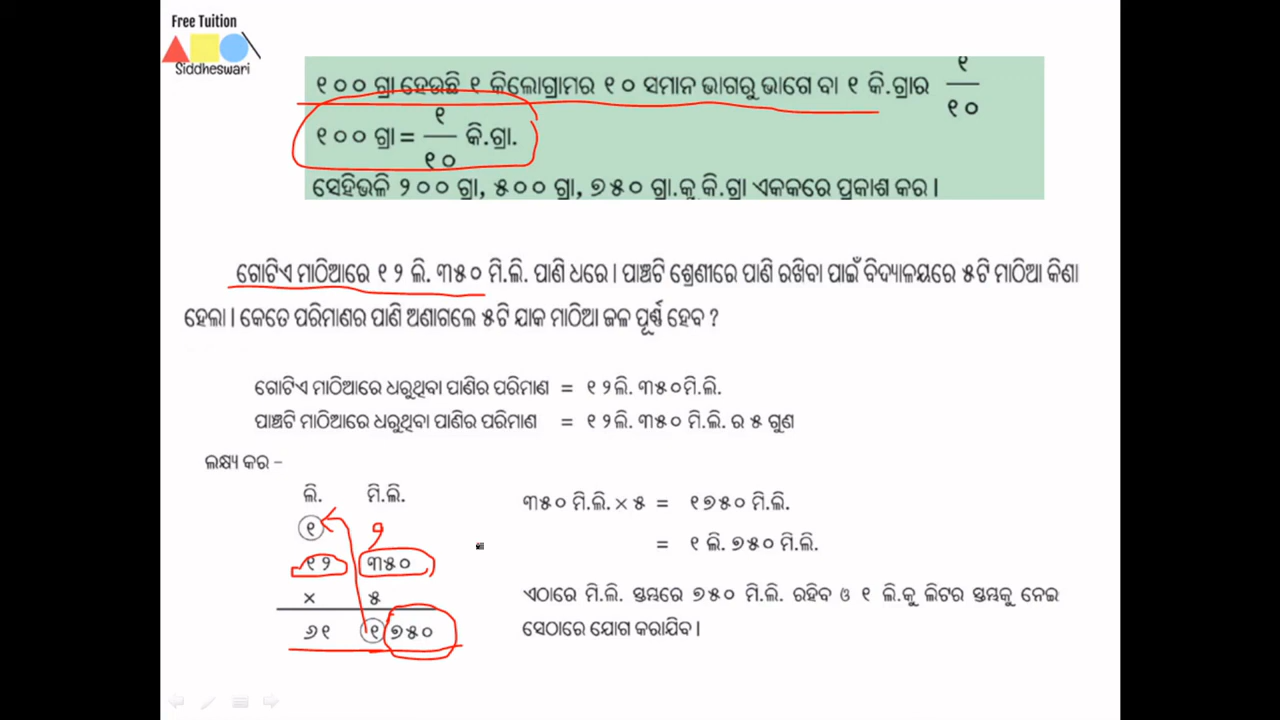 Free Tuition
Siddheswari
୧୦୦ ଗ୍ରା ହେଉଛି ୧ କିଲୋଗ୍ରାମର ୧୦ ସମାନ ଭାଗରୁ ଭାଗେ ବା ୧ କି.ଗ୍ରାର ୧/୧୦
୧୦୦ ଗ୍ରା = ୧/୧୦ କି.ଗ୍ରା.
ସେହିଭଳି ୨୦୦ ଗ୍ରା, ୫୦୦ ଗ୍ରା, ୭୫୦ ଗ୍ରା.କୁ କି.ଗ୍ରା ଏକକରେ ପ୍ରକାଶ କର ।
ଗୋଟିଏ ମାଠିଆରେ ୧୨ ଲି. ୩୫୦ ମି.ଲି. ପାଣି ଧରେ । ପାଞ୍ଚଟି ଶ୍ରେଣୀରେ ପାଣି ରଖିବା ପାଇଁ ବିଦ୍ୟାଳୟରେ ୫ଟି ମାଠିଆ କିଣା
ହେଲା । କେତେ ପରିମାଣର ପାଣି ଅଣାଗଲେ ୫ଟି ଯାକ ମାଠିଆ ଜଳ ପୂର୍ଣ୍ଣ ହେବ ?
ଗୋଟିଏ ମାଠିଆରେ ଧରୁଥିବା ପାଣିର ପରିମାଣ = ୧୨ଲି. ୩୫୦ମି.ଲି.
ପାଞ୍ଚଟି ମାଠିଆରେ ଧରୁଥିବା ପାଣିର ପରିମାଣ = ୧୨ଲି. ୩୫୦ ମି.ଲି. ର ୫ ଗୁଣ
ଲକ୍ଷ୍ୟ କର –
ଲି. ମି.ଲି.
୧ ୨
୧୨ ୩୫୦
× ୫
୬୧ ୧ ୭୫୦
୩୫୦ ମି.ଲି. × ୫ = ୧୭୫୦ ମି.ଲି.
= ୧ ଲି. ୭୫୦ ମି.ଲି.
ଏଠାରେ ମି.ଲି. ସ୍ତମ୍ଭରେ ୭୫୦ ମି.ଲି. ରହିବ ଓ ୧ ଲି.କୁ ଲିଟର ସ୍ତମ୍ଭକୁ ନେଇ
ସେଠାରେ ଯୋଗ କରାଯିବ ।